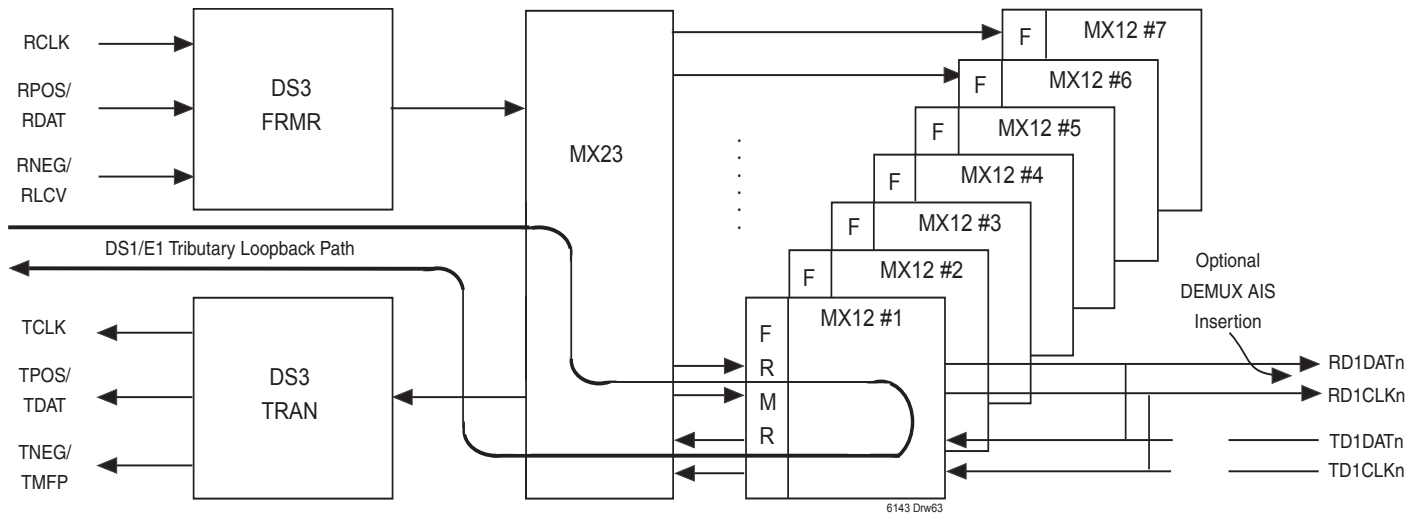 RCLK
RPOS/
RDAT
RNEG/
RLCV
DS3
FRMR
MX23
F
MX12 #7
F
MX12 #6
F
MX12 #5
F
MX12 #4
F
MX12 #3
F
MX12 #2
F
R
M
R
MX12 #1
DS1/E1 Tributary Loopback Path
Optional
DEMUX AIS
Insertion
TCLK
TPOS/
TDAT
TNEG/
TMFP
DS3
TRAN
RD1DATn
RD1CLKn
TD1DATn
TD1CLKn
6143 Drw63